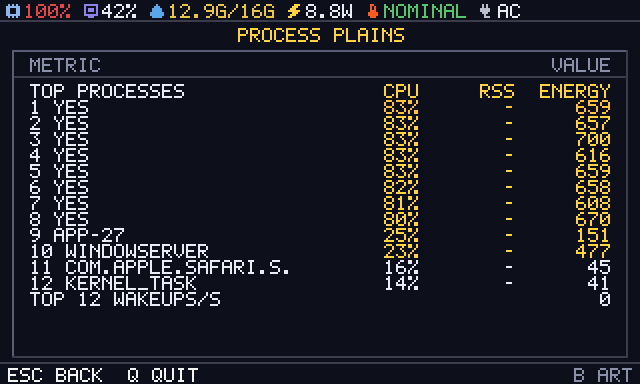 100% 42% 12.9G/16G 8.8W NOMINAL AC
PROCESS PLAINS
METRIC VALUE
TOP PROCESSES CPU RSS ENERGY
1 YES 83% - 659
2 YES 83% - 657
3 YES 83% - 700
4 YES 83% - 616
5 YES 83% - 659
6 YES 82% - 658
7 YES 81% - 608
8 YES 80% - 670
9 APP-27 25% - 151
10 WINDOWSERVER 23% - 477
11 COM.APPLE.SAFARI.S. 16% - 45
12 KERNEL_TASK 14% - 41
TOP 12 WAKEUPS/S 0
ESC BACK Q QUIT B ART